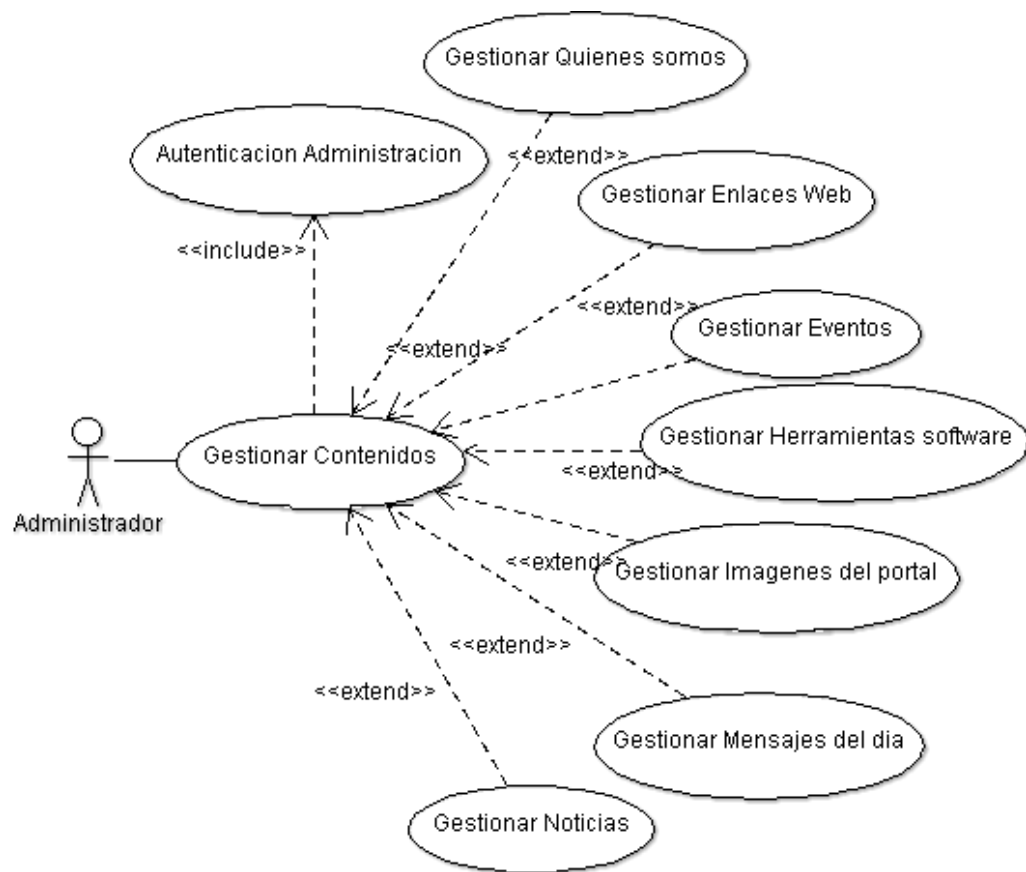 Gestionar Quienes somos
Autenticacion Administracion
<<extend>>
Gestionar Enlaces Web
<<include>>
<<extend>>
Gestionar Eventos
<<extend>>
Gestionar Herramientas software
Gestionar Contenidos
<<extend>>
Administrador
<<extend>>
Gestionar Imagenes del portal
<<extend>>
<<extend>>
Gestionar Mensajes del dia
Gestionar Noticias